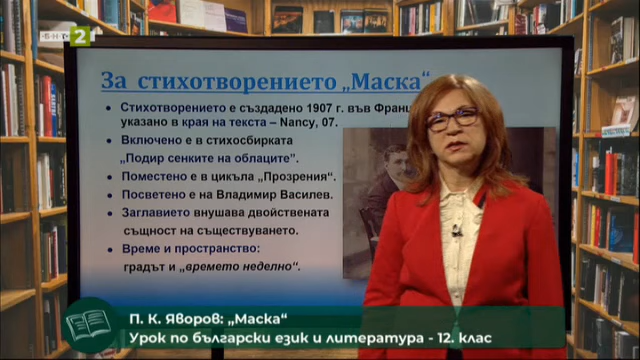 БНТ 2
За стихотворението „Маска“
• Стихотворението е създадено 1907 г. във Франц
указано в края на текста – Nancy, 07.
• Включено е в стихосбирката
„Подир сенките на облаците”.
• Поместено е в цикъла „Прозрения“.
• Посветено е на Владимир Василев.
• Заглавието внушава двойствената
същност на съществуването.
• Време и пространство:
градът и „времето неделно“.
П. К. Яворов: „Маска“
Урок по български език и литература - 12. клас